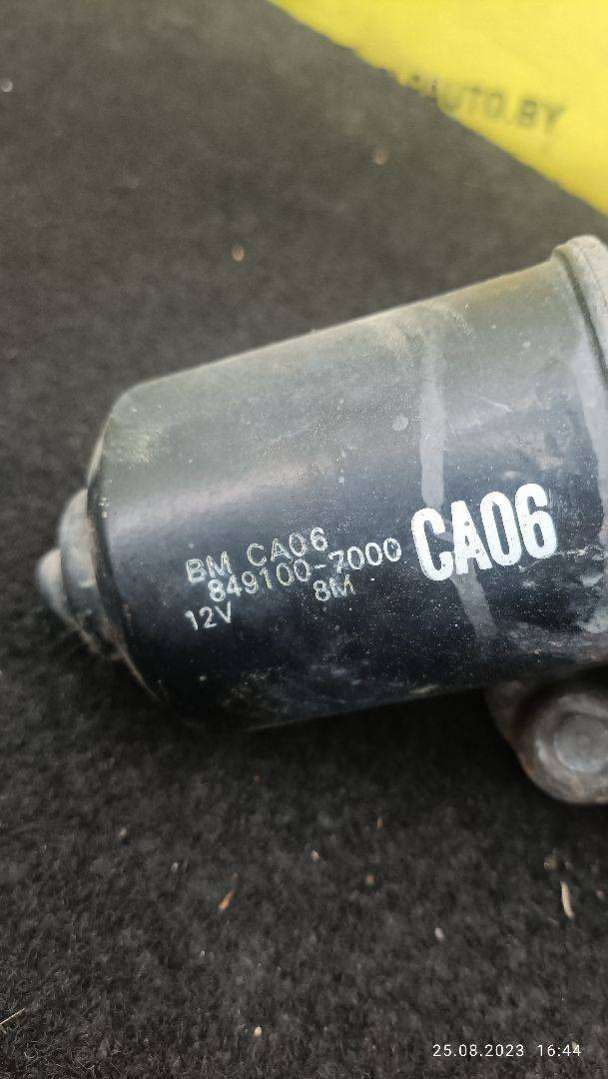 AUTO.BY
BM CA06
849100-7000
12V 8M
CA06
25.08.2023 16:44